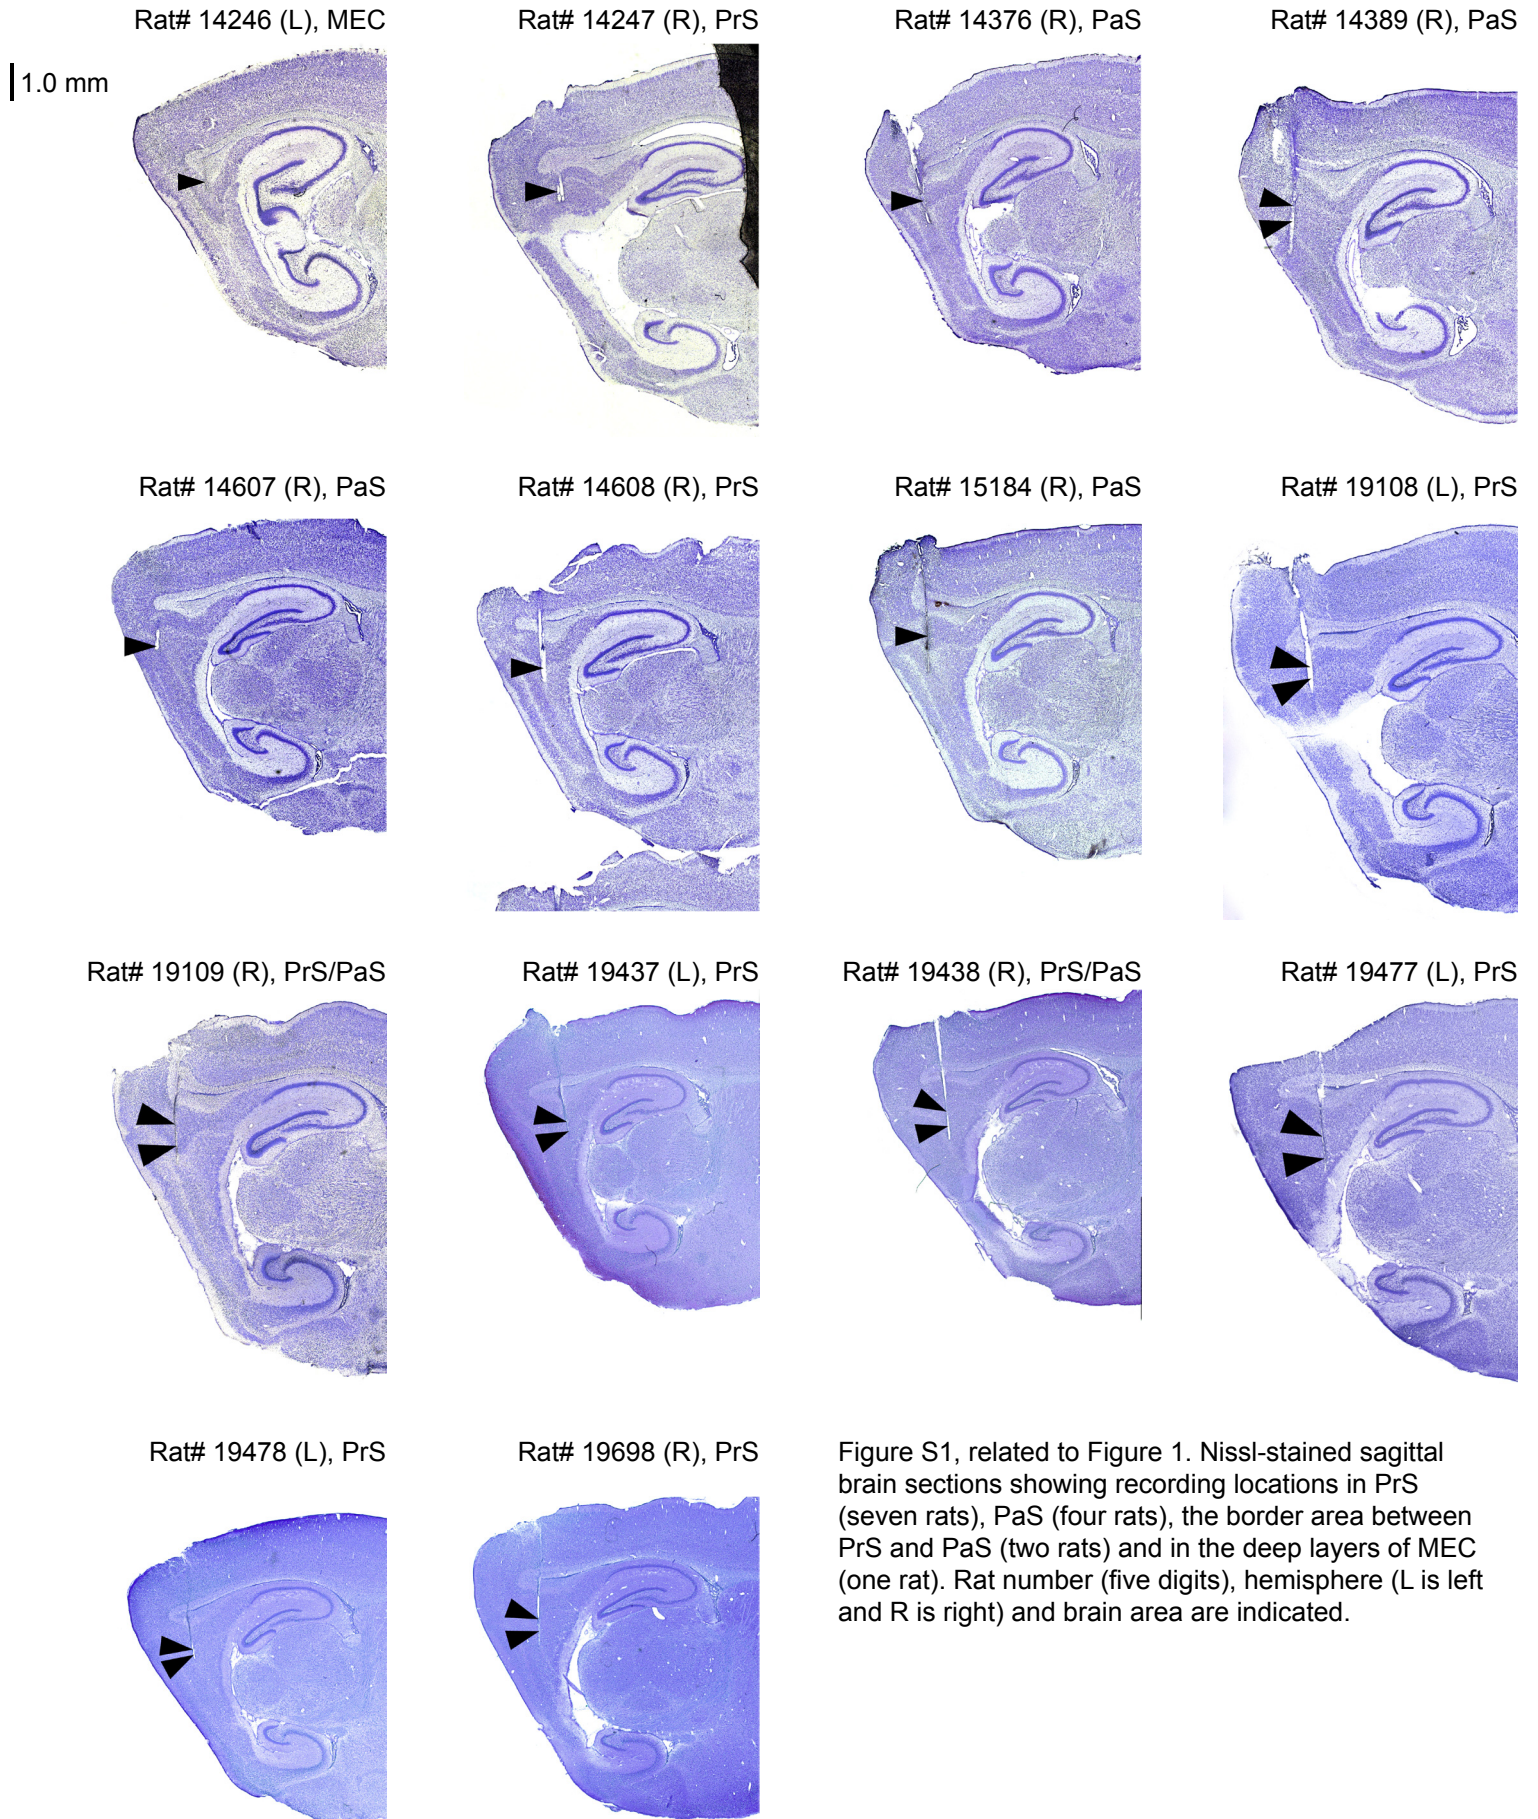 Rat# 14246 (L), MEC
Rat# 14247 (R), PrS
Rat# 14376 (R), PaS
Rat# 14389 (R), PaS
1.0 mm
Rat# 14607 (R), PaS
Rat# 14608 (R), PrS
Rat# 15184 (R), PaS
Rat# 19108 (L), PrS
Rat# 19109 (R), PrS/PaS
Rat# 19437 (L), PrS
Rat# 19438 (R), PrS/PaS
Rat# 19477 (L), PrS
Rat# 19478 (L), PrS
Rat# 19698 (R), PrS
Figure S1, related to Figure 1. Nissl-stained sagittal
brain sections showing recording locations in PrS
(seven rats), PaS (four rats), the border area between
PrS and PaS (two rats) and in the deep layers of MEC
(one rat). Rat number (five digits), hemisphere (L is left
and R is right) and brain area are indicated.